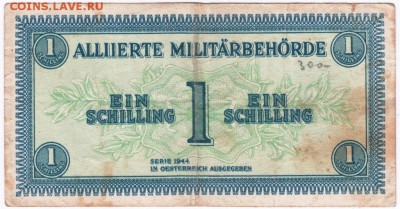 COINS.LAVE.RU
1 ALLIIERTE MILITÄRBEHÖRDE 1
300-
EIN SCHILLING
1
EIN SCHILLING
SERIE 1944
IN OESTERREICH AUSGEGEBEN
1 1